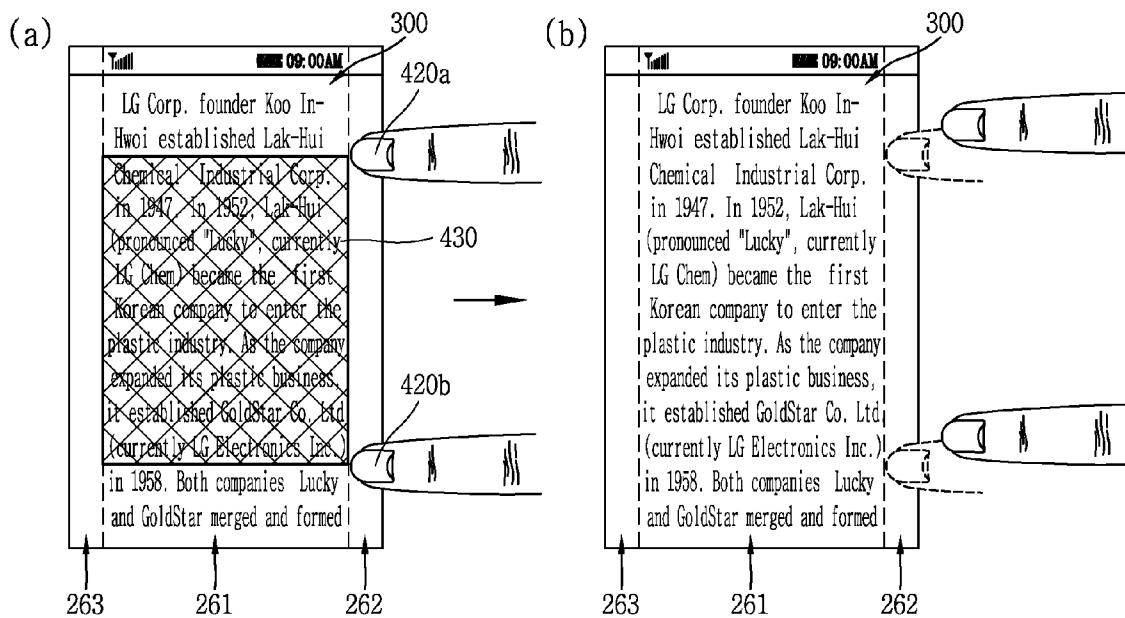 (a)
300
09:00AM
420a
LG Corp. founder Koo In-
Hwoi established Lak-Hui
Chemical Industrial Corp.
in 1947. In 1952, Lak-Hui
(pronounced "Lucky", currently
430
LG Chem) became the first
Korean company to enter the
plastic industry. As the company
expanded its plastic business,
420b
it established GoldStar Co. Ltd
(currently LG Electronics Inc.)
in 1958. Both companies Lucky
and GoldStar merged and formed
263
261
262
(b)
300
09:00AM
LG Corp. founder Koo In-
Hwoi established Lak-Hui
Chemical Industrial Corp.
in 1947. In 1952, Lak-Hui
(pronounced "Lucky", currently
LG Chem) became the first
Korean company to enter the
plastic industry. As the company
expanded its plastic business,
it established GoldStar Co. Ltd
(currently LG Electronics Inc.)
in 1958. Both companies Lucky
and GoldStar merged and formed
263
261
262